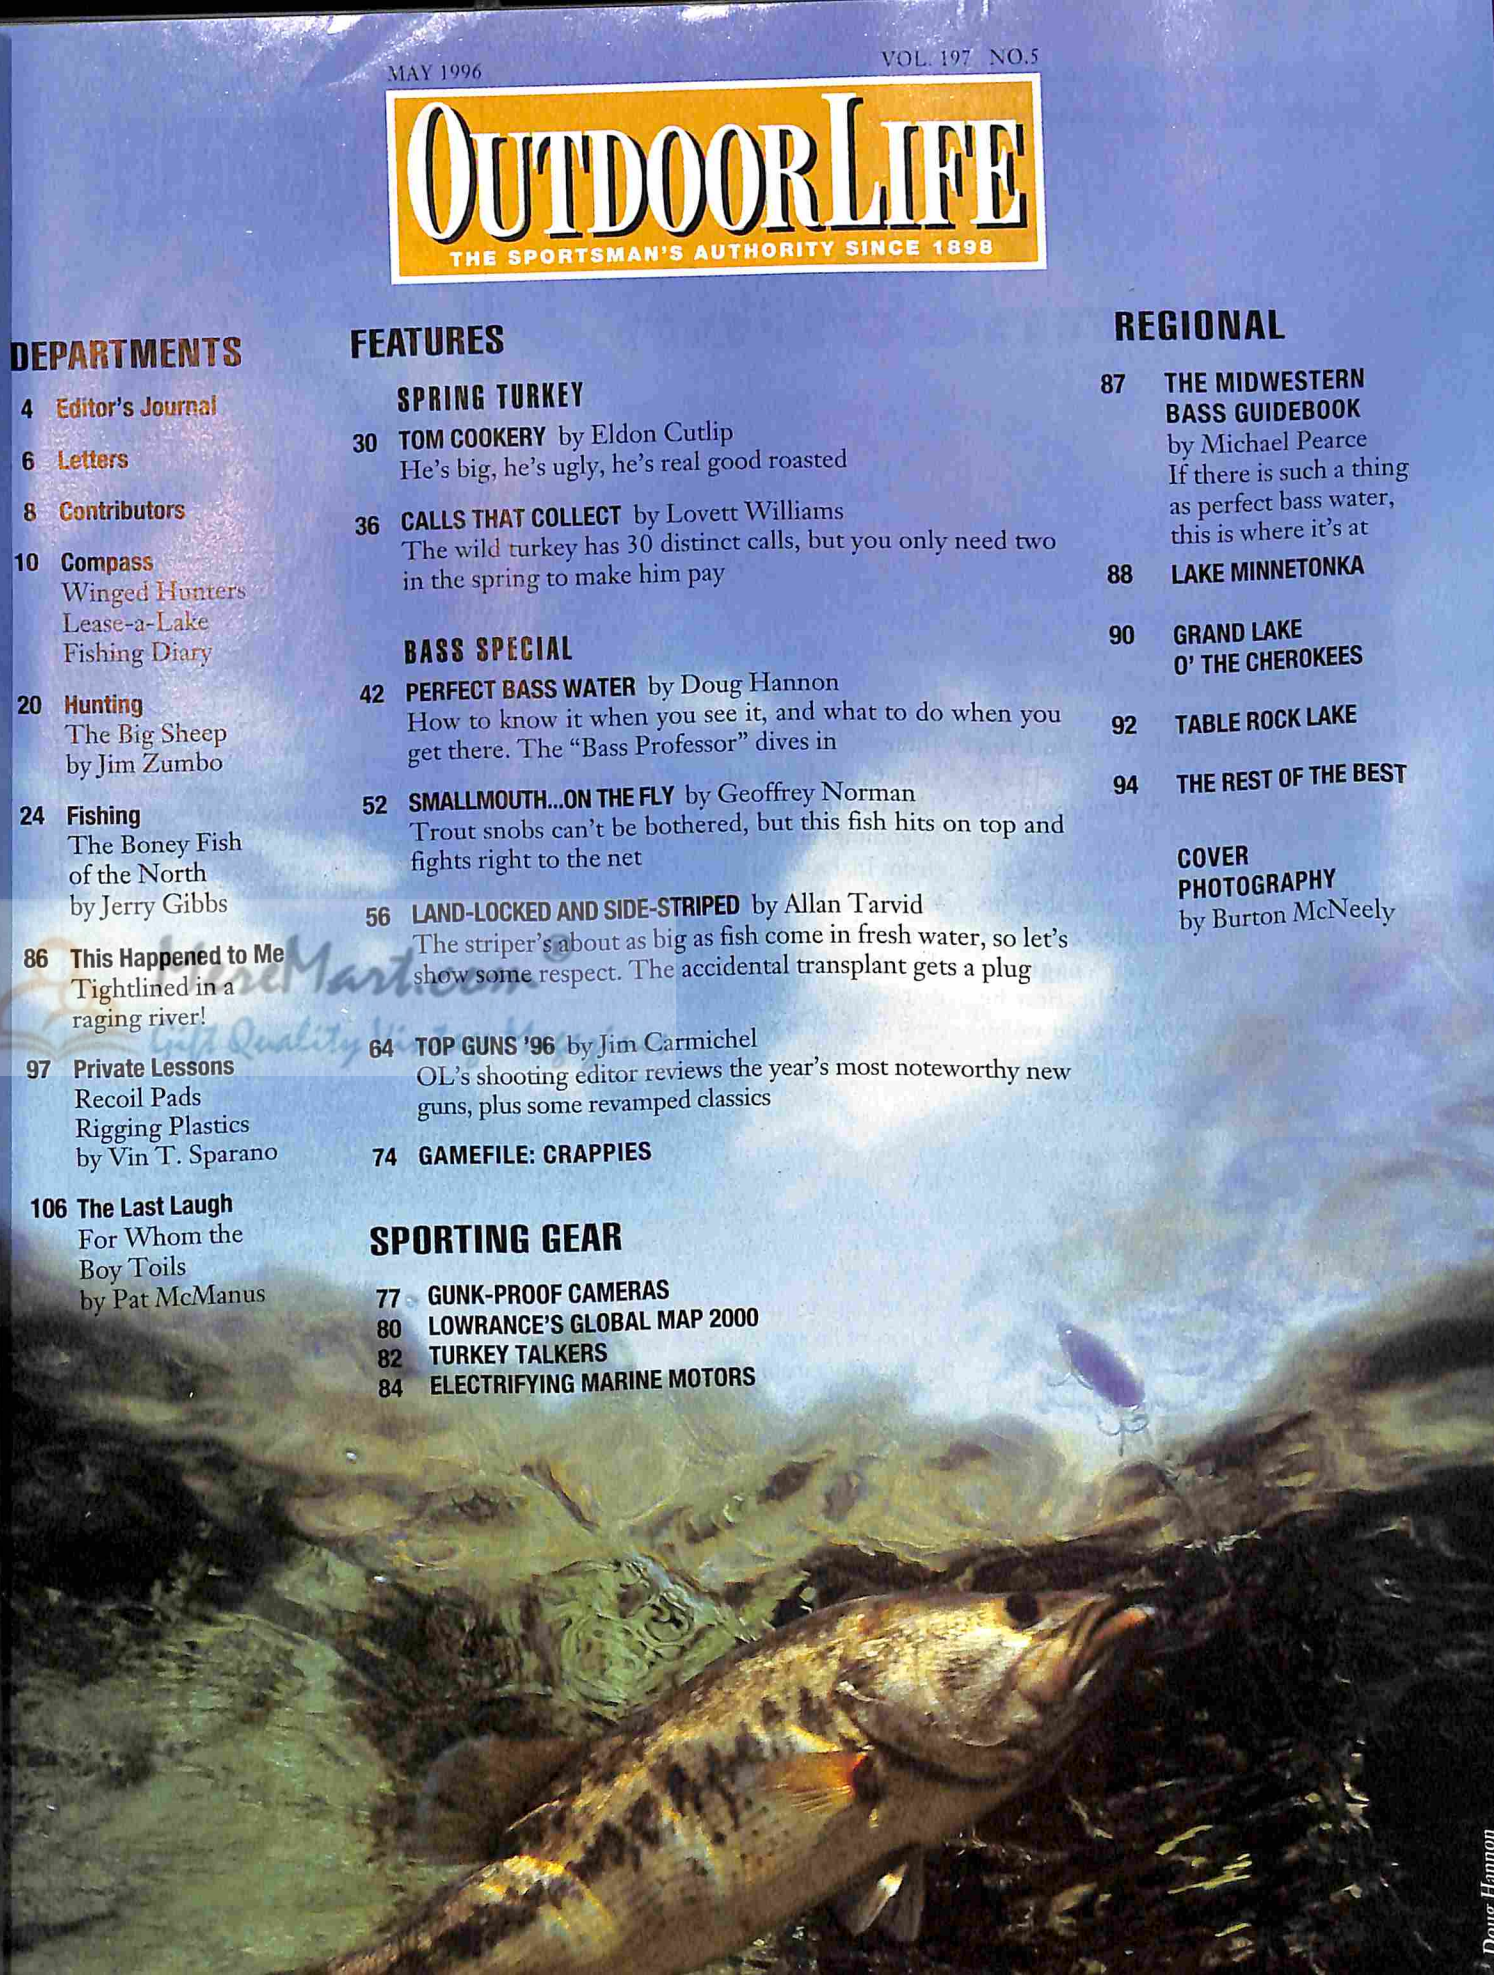 MAY 1996
VOL. 197 NO.5
OUTDOORLIFE
THE SPORTSMAN'S AUTHORITY SINCE 1898
DEPARTMENTS
4 Editor's Journal
6 Letters
8 Contributors
10 Compass
Winged Hunters
Lease-a-Lake
Fishing Diary
20 Hunting
The Big Sheep
by Jim Zumbo
24 Fishing
The Boney Fish
of the North
by Jerry Gibbs
86 This Happened to Me
Tightlined in a
raging river!
97 Private Lessons
Recoil Pads
Rigging Plastics
by Vin T. Sparano
106 The Last Laugh
For Whom the
Boy Toils
by Pat McManus
FEATURES
SPRING TURKEY
30 TOM COOKERY by Eldon Cutlip
He's big, he's ugly, he's real good roasted
36 CALLS THAT COLLECT by Lovett Williams
The wild turkey has 30 distinct calls, but you only need two
in the spring to make him pay
BASS SPECIAL
42 PERFECT BASS WATER by Doug Hannon
How to know it when you see it, and what to do when you
get there. The "Bass Professor" dives in
52 SMALLMOUTH...ON THE FLY by Geoffrey Norman
Trout snobs can't be bothered, but this fish hits on top and
fights right to the net
56 LAND-LOCKED AND SIDE-STRIPED by Allan Tarvid
The striper's about as big as fish come in fresh water, so let's
show some respect. The accidental transplant gets a plug
64 TOP GUNS '96 by Jim Carmichel
OL's shooting editor reviews the year's most noteworthy new
guns, plus some revamped classics
74 GAMEFILE: CRAPPIES
SPORTING GEAR
77 GUNK-PROOF CAMERAS
80 LOWRANCE'S GLOBAL MAP 2000
82 TURKEY TALKERS
84 ELECTRIFYING MARINE MOTORS
REGIONAL
87 THE MIDWESTERN
BASS GUIDEBOOK
by Michael Pearce
If there is such a thing
as perfect bass water,
this is where it's at
88 LAKE MINNETONKA
90 GRAND LAKE
O' THE CHEROKEES
92 TABLE ROCK LAKE
94 THE REST OF THE BEST
COVER
PHOTOGRAPHY
by Burton McNeely
Doug Hannon
Gift Quality